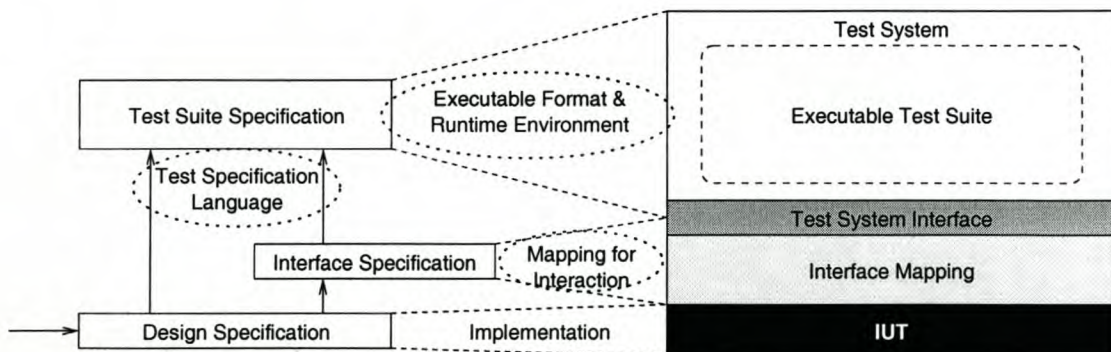 Test System
Test Suite Specification
Executable Format &
Runtime Environment
Executable Test Suite
Test Specification
Language
Test System Interface
Interface Specification
Mapping for
Interaction
Interface Mapping
Design Specification
Implementation
IUT